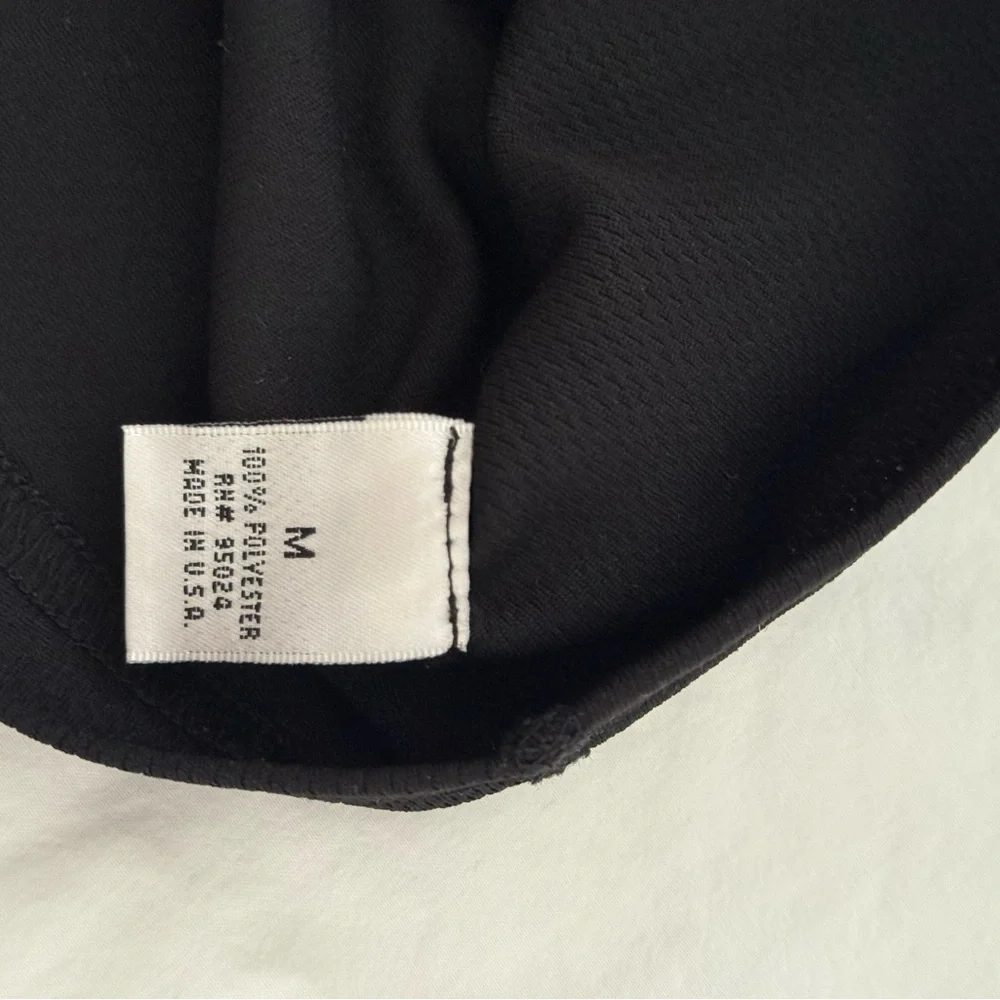 M
100% POLYESTER
RN# 95024
MADE IN U.S.A.